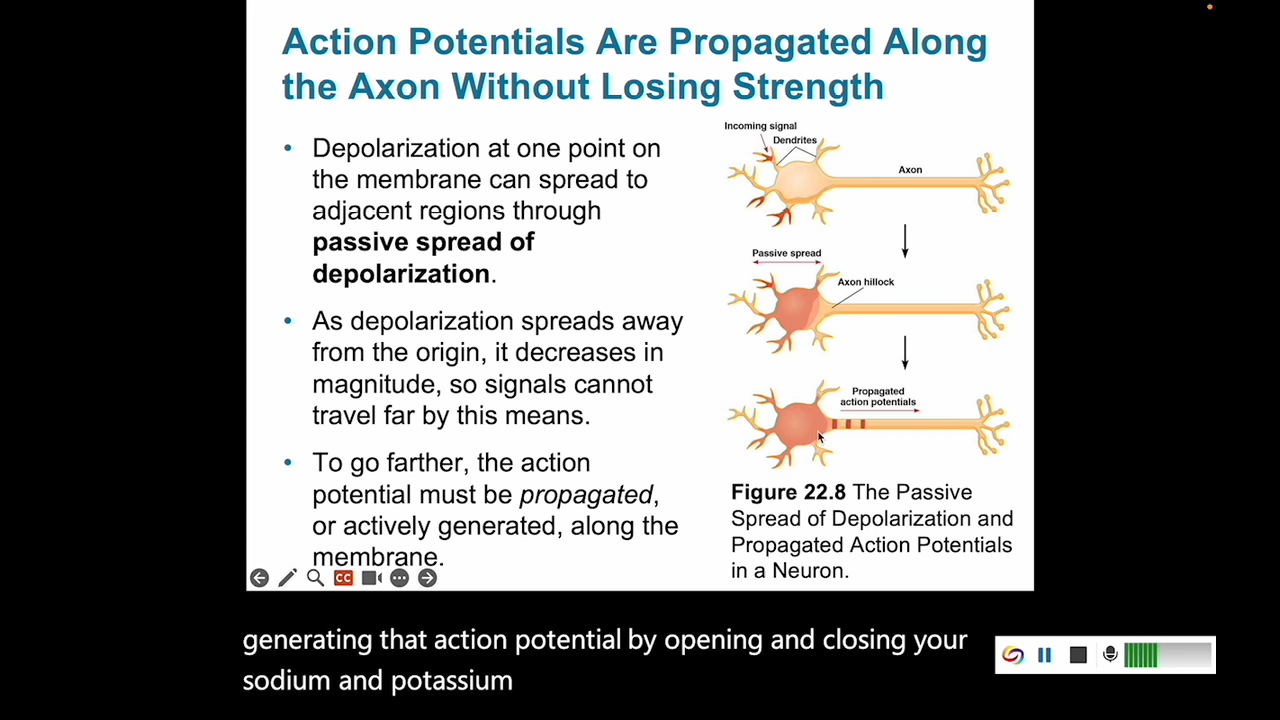 Action Potentials Are Propagated Along
the Axon Without Losing Strength
• Depolarization at one point on
the membrane can spread to
adjacent regions through
passive spread of
depolarization.
• As depolarization spreads away
from the origin, it decreases in
magnitude, so signals cannot
travel far by this means.
• To go farther, the action
potential must be propagated,
or actively generated, along the
membrane.
Incoming signal
Dendrites
Axon
Passive spread
Axon hillock
Propagated
action potentials
Figure 22.8 The Passive
Spread of Depolarization and
Propagated Action Potentials
in a Neuron.
CC
generating that action potential by opening and closing your
sodium and potassium